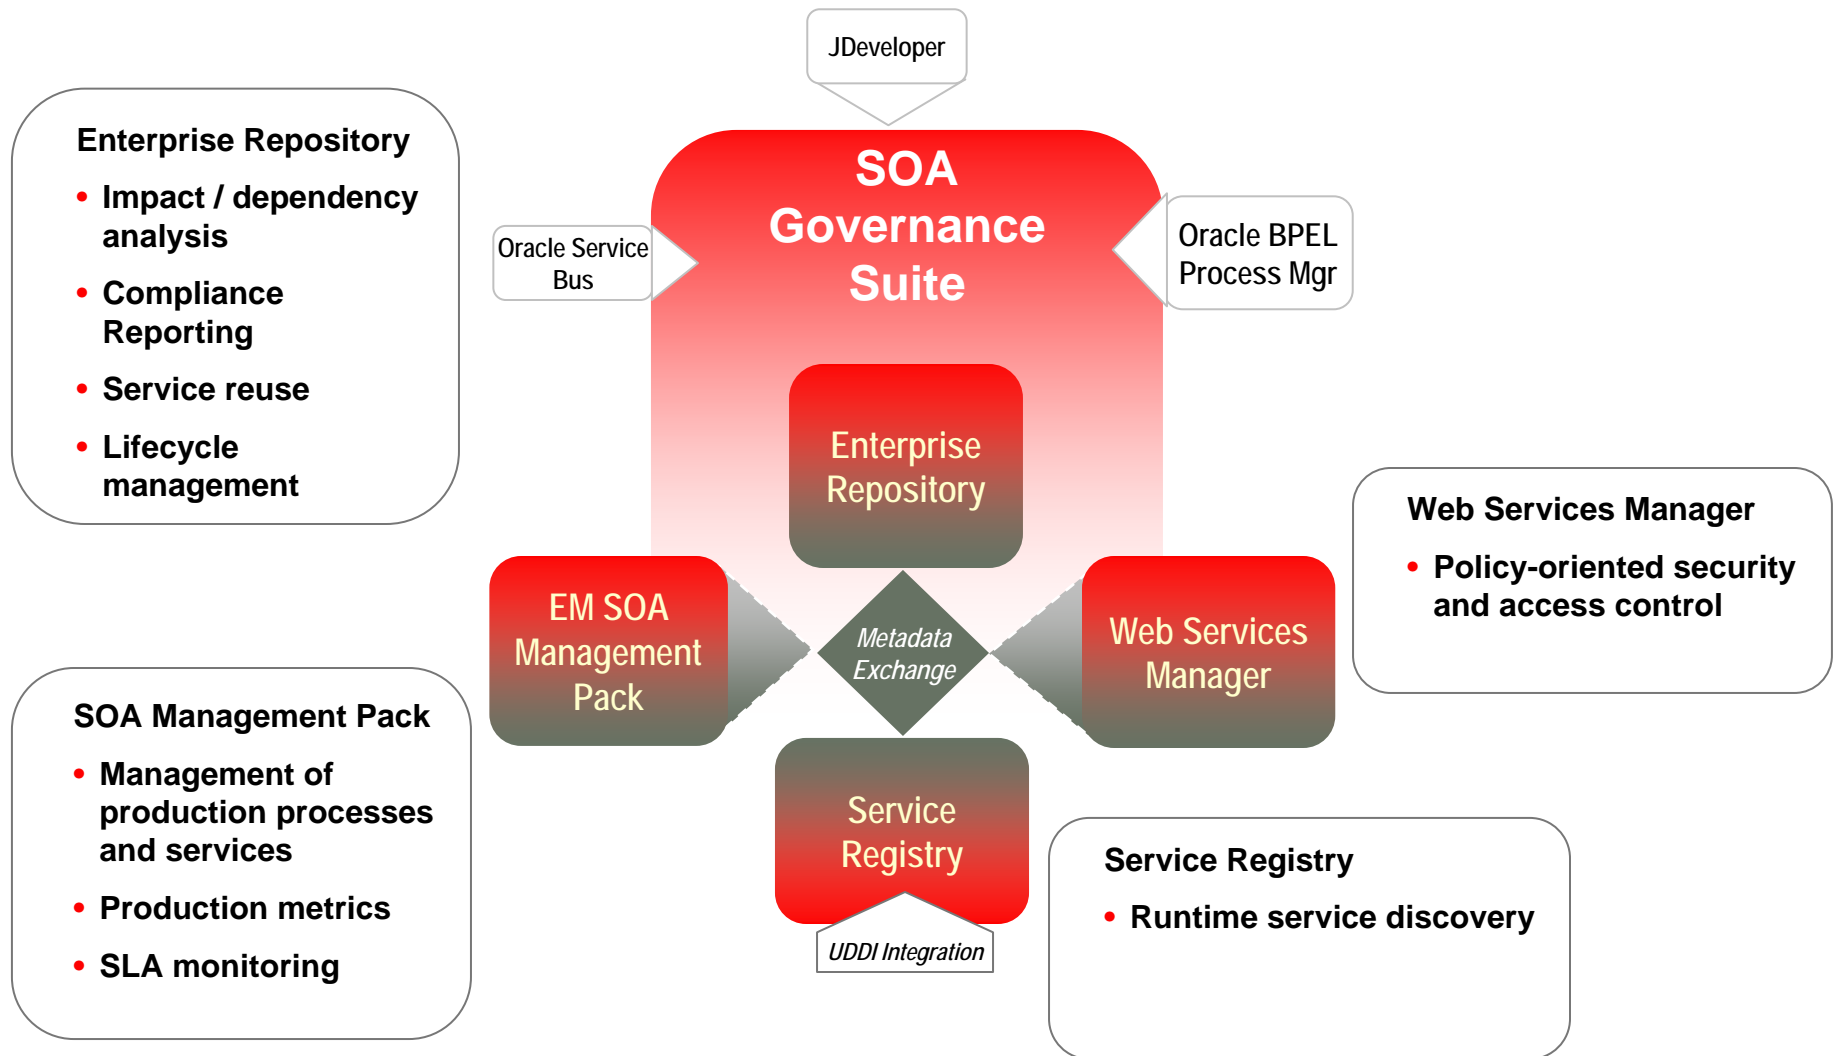 JDeveloper
Enterprise Repository
• Impact / dependency
analysis
• Compliance
Reporting
• Service reuse
• Lifecycle
management
SOA
Governance
Suite
Oracle Service
Bus
Oracle BPEL
Process Mgr
Enterprise
Repository
EM SOA
Management
Pack
Metadata
Exchange
Web Services
Manager
Web Services Manager
• Policy-oriented security
and access control
SOA Management Pack
• Management of
production processes
and services
• Production metrics
• SLA monitoring
Service
Registry
UDDI Integration
Service Registry
• Runtime service discovery